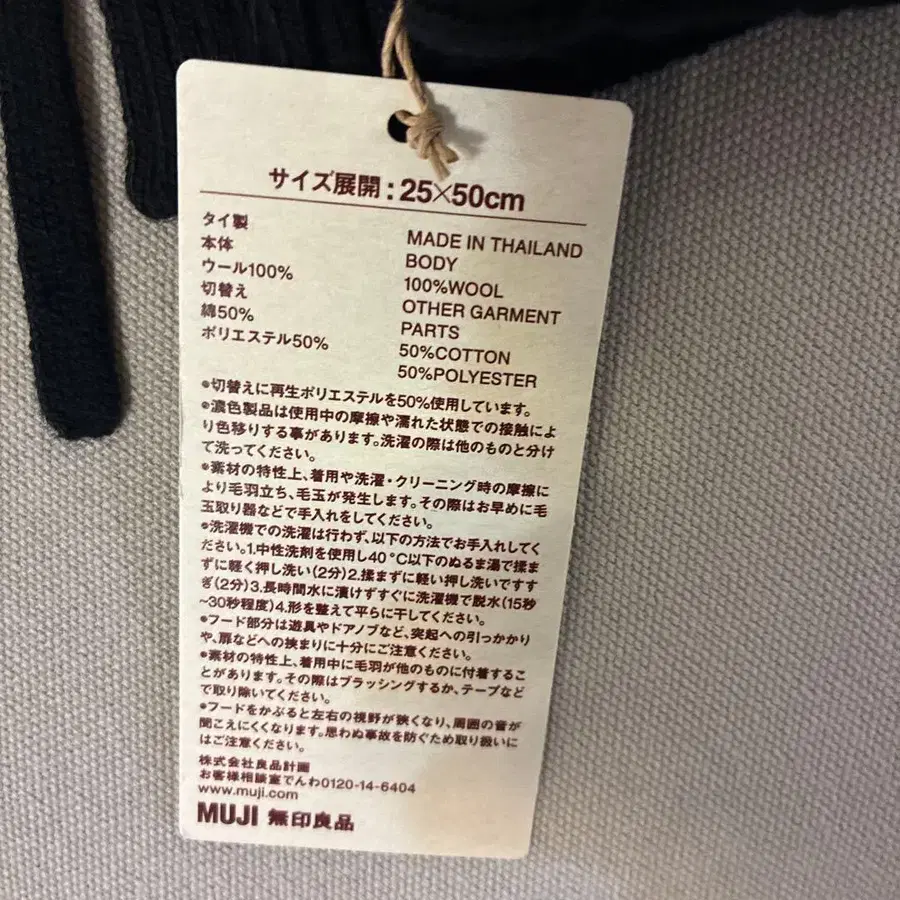 サイズ展開：25×50cm
タイ製
本体
ウール100%
切替え
綿50%
ポリエステル50%
MADE IN THAILAND
BODY
100%WOOL
OTHER GARMENT
PARTS
50%COTTON
50%POLYESTER
●切替えに再生ポリエステルを50%使用しています。
●濃色製品は使用中の摩擦や濡れた状態での接触によ
り色移りする事があります。洗濯の際は他のものと分け
て洗ってください。
●素材の特性上、着用や洗濯・クリーニング時の摩擦に
より毛羽立ち、毛玉が発生します。その際はお早めに毛
玉取り器などで手入れをしてください。
●洗濯機での洗濯は行わず、以下の方法でお手入れしてく
ださい。1.中性洗剤を使用し40℃以下のぬるま湯で揉ま
ずに軽く押し洗い(2分)2.揉まずに軽い押し洗いですす
ぎ(2分)3.長時間水に漬けずすぐに洗濯機で脱水(15秒
~30秒程度)4.形を整えて平らに干してください。
●フード部分は遊具やドアノブなど、突起への引っかかり
や、扉などへの挟まりに十分にご注意ください。
●素材の特性上、着用中に毛羽が他のものに付着するこ
とがあります。その際はブラッシングするか、テープなど
で取り除いてください。
●フードをかぶると左右の視野が狭くなり、周囲の音が
聞こえにくくなります。思わぬ事故を防ぐため取り扱いに
はご注意ください。
株式会社良品計画
お客様相談室でんわ0120-14-6404
www.muji.com
MUJI 無印良品